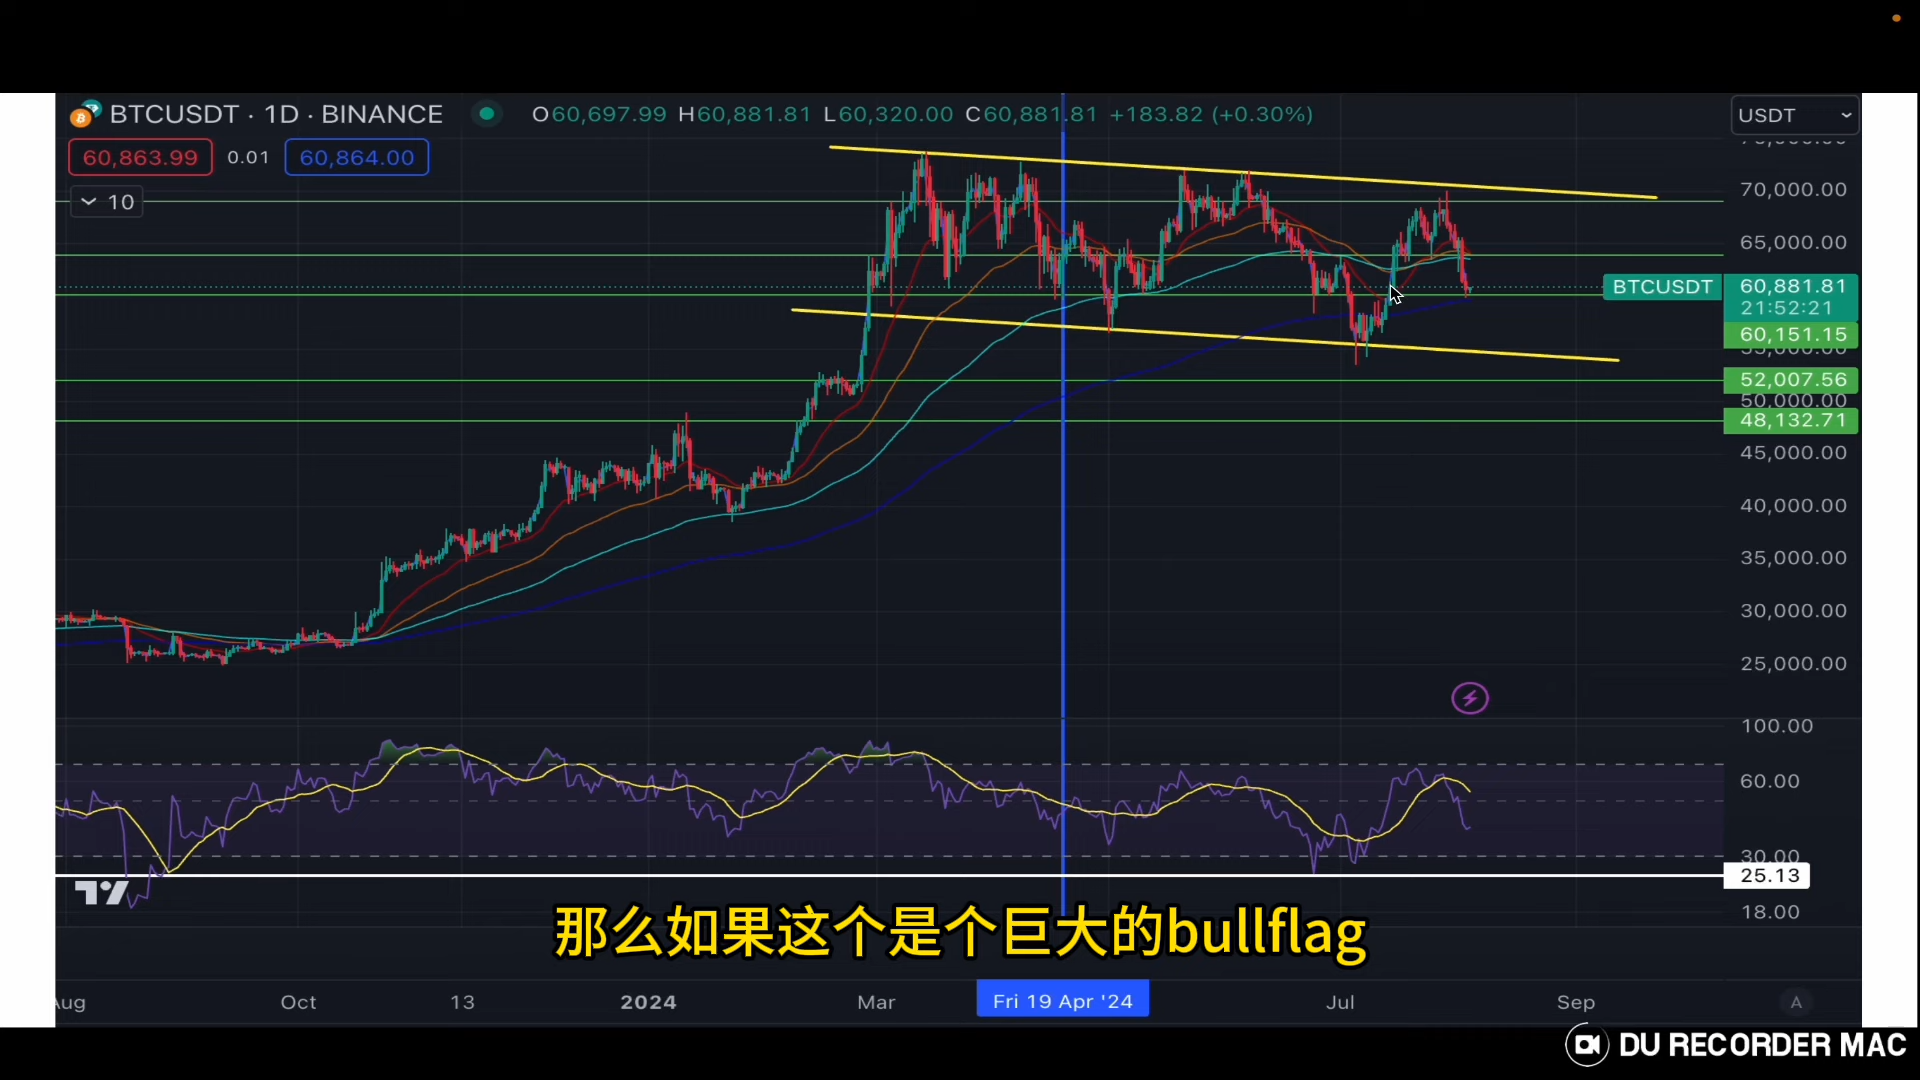 BTCUSDT · 1D · BINANCE
O60,697.99 H60,881.81 L60,320.00 C60,881.81 +183.82 (+0.30%)
USDT
60,863.99 0.01 60,864.00
10
70,000.00
65,000.00
BTCUSDT 60,881.81
21:52:21
60,151.15
55,000.00
52,007.56
50,000.00
48,132.71
45,000.00
40,000.00
35,000.00
30,000.00
25,000.00
100.00
60.00
30.00
25.13
18.00
那么如果这个是个巨大的bullflag
Aug Oct 13 2024 Mar Fri 19 Apr '24 Jul Sep A
DU RECORDER MAC